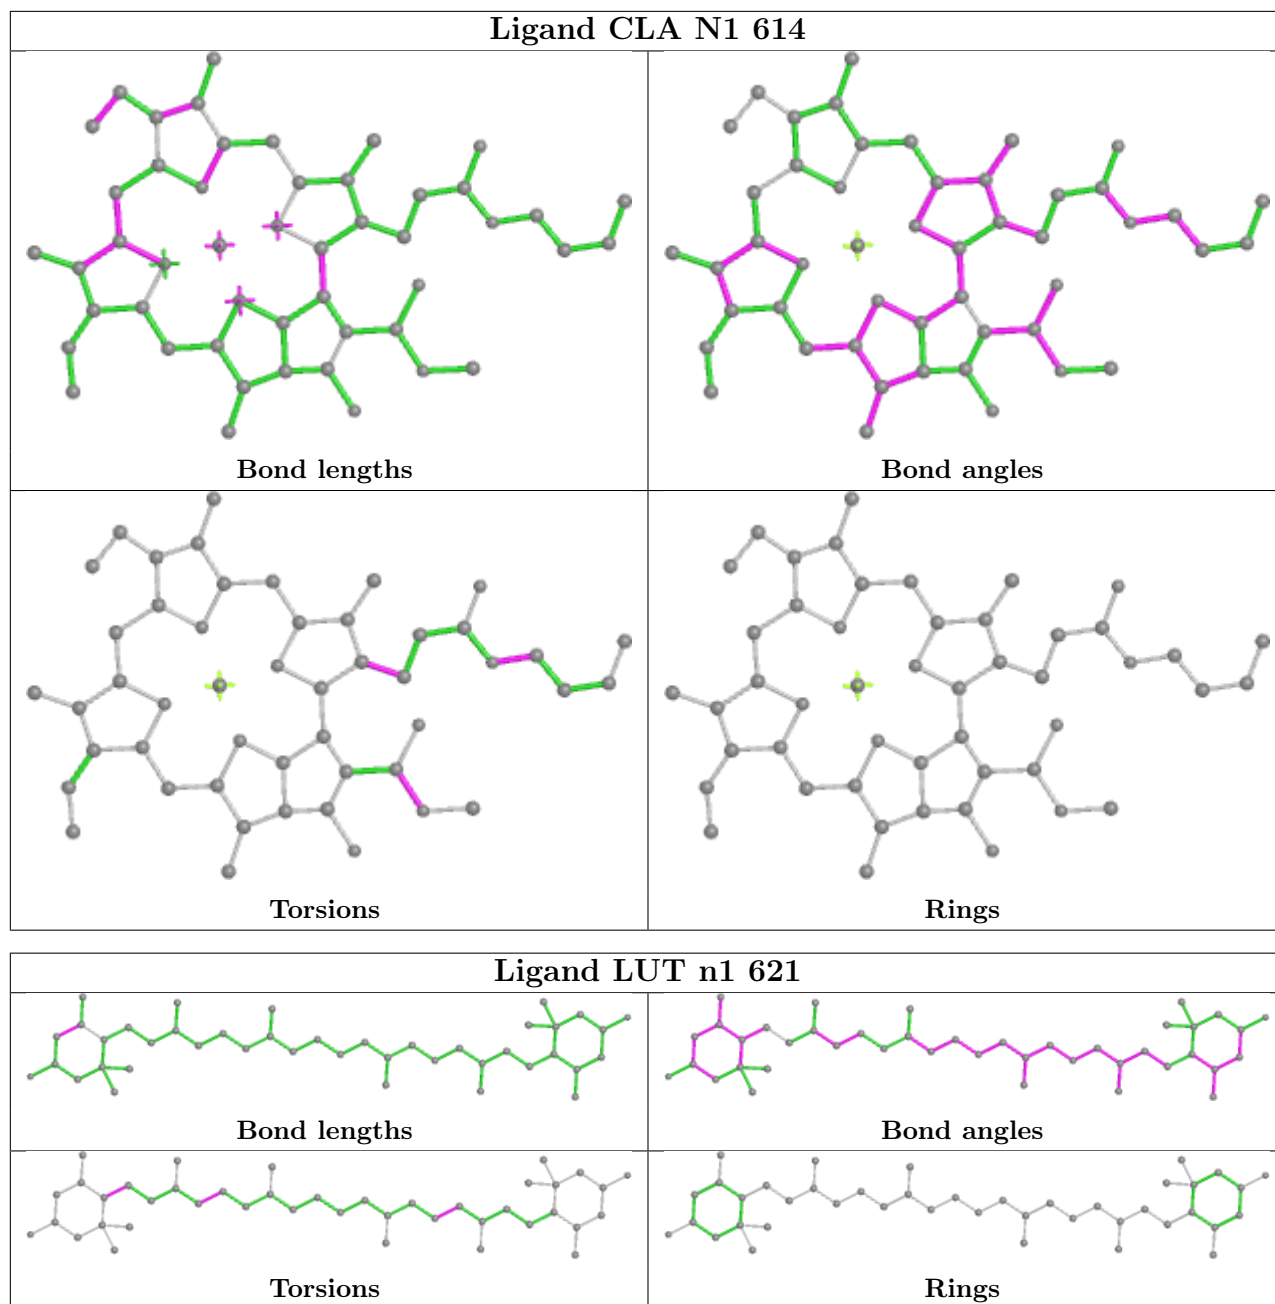 Ligand CLA N1 614
Bond lengths
Bond angles
Torsions
Rings
Ligand LUT n1 621
Bond lengths
Bond angles
Torsions
Rings